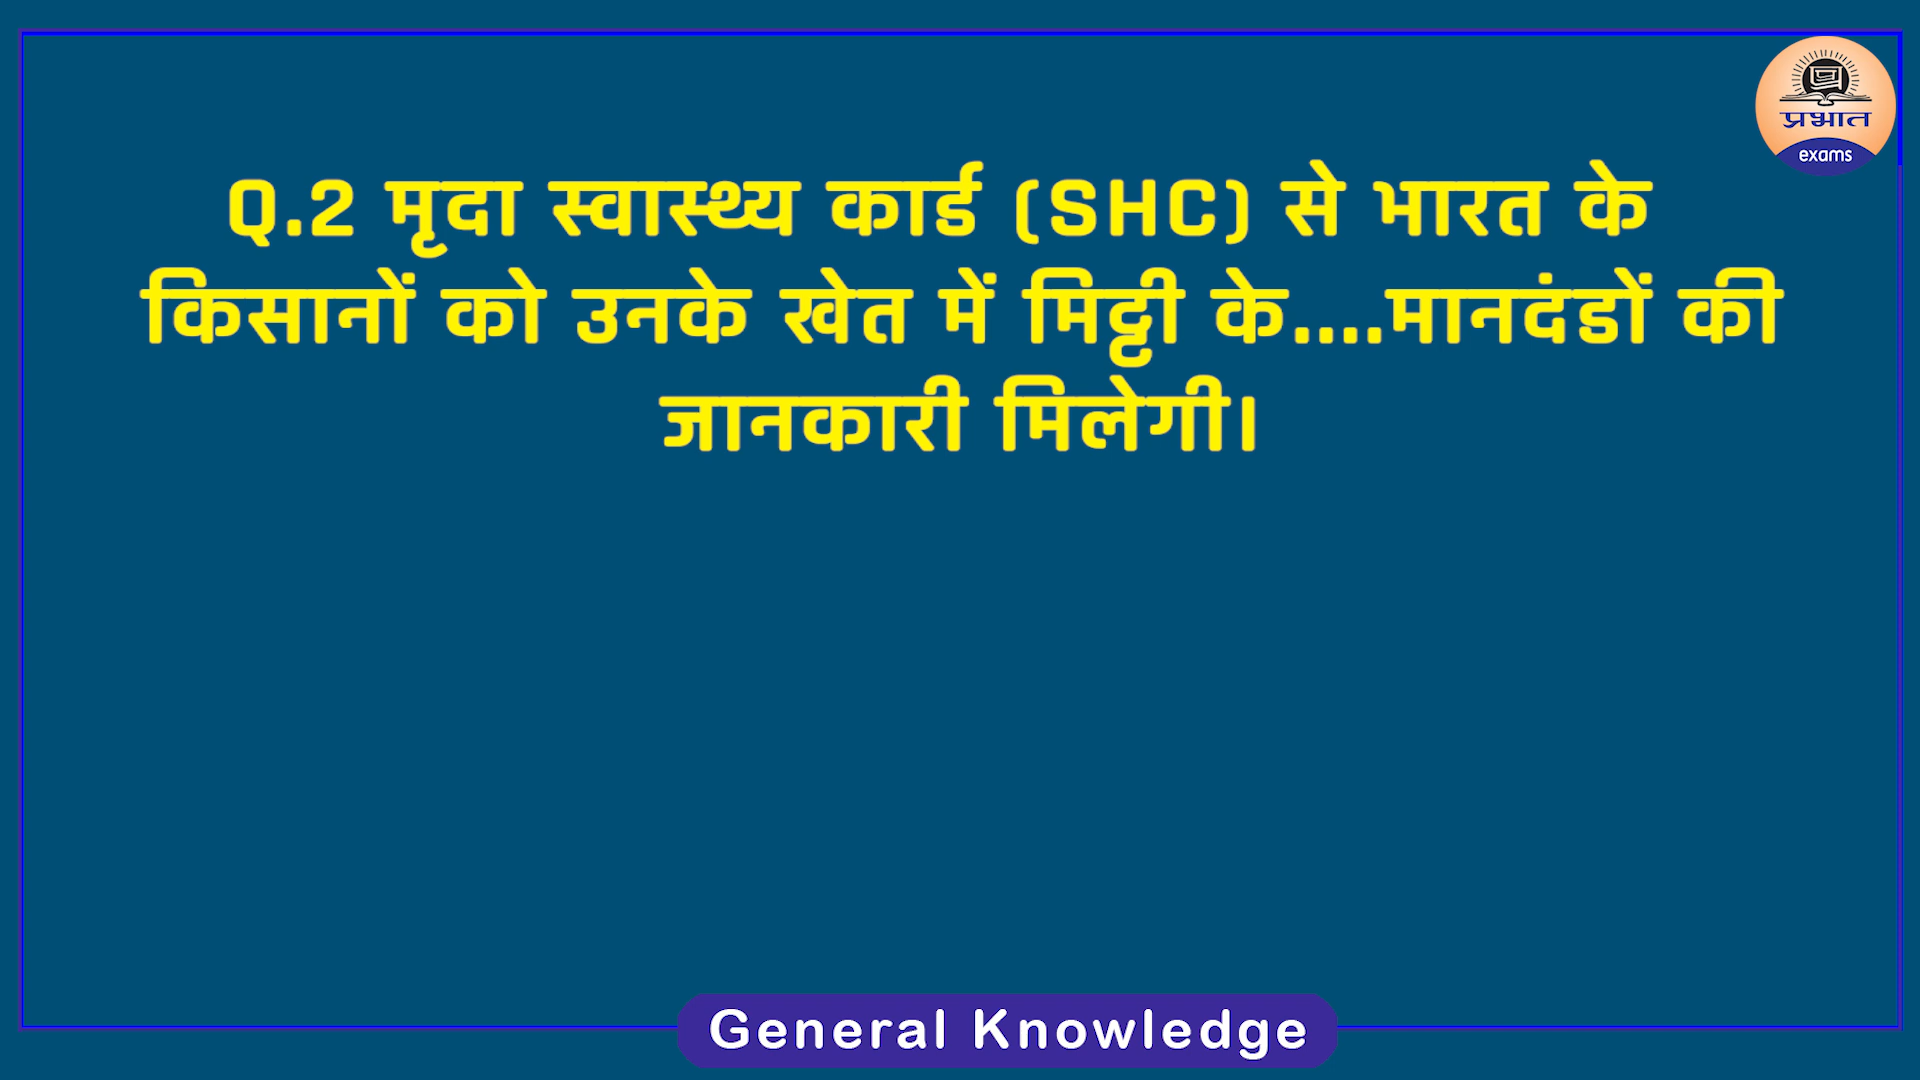 प्रभात
exams
Q.2 मृदा स्वास्थ्य कार्ड (SHC) से भारत के
किसानों को उनके खेत में मिट्टी के....मानदंडों की
जानकारी मिलेगी।
General Knowledge